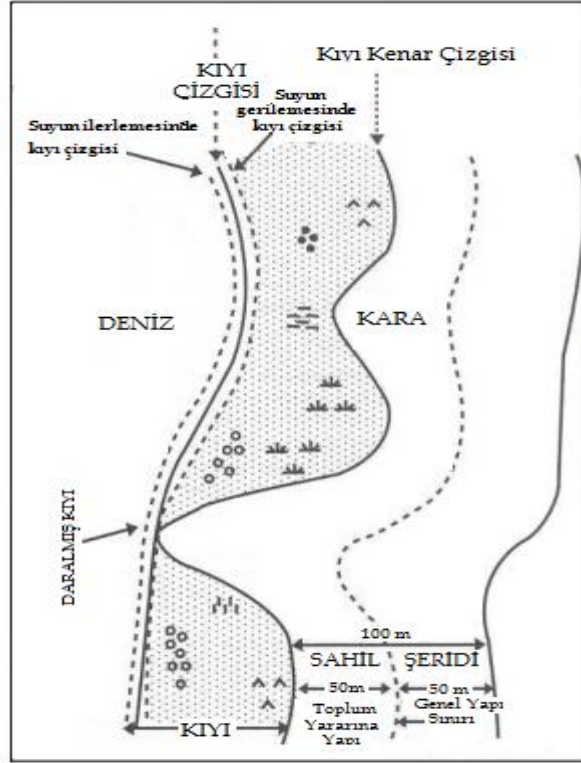 KIYI
ÇİZGİSİ
Kıyı Kenar Çizgisi
Suyun
gerilemesinde
kıyı çizgisi
Suyun ilerlemesinde
kıyı çizgisi
DENİZ
KARA
DARALMIŞ KIYI
100 m
SAHİL ŞERİDİ
50m
50 m
Toplum
Yararına
Yapı
Genel Yapı
Sınırı
KIYI